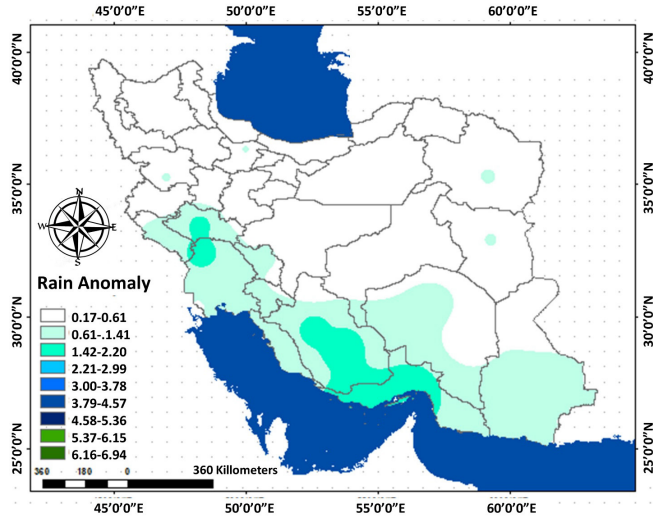 45°0'0"E 50°0'0"E 55°0'0"E 60°0'0"E
40°0'0"N 40°0'0"N
35°0'0"N 35°0'0"N
N
W E
S
Rain Anomaly
0.17-0.61
0.61-.1.41
1.42-2.20
2.21-2.99
3.00-3.78
3.79-4.57
4.58-5.36
5.37-6.15
6.16-6.94
30°0'0"N 30°0'0"N
25°0'0"N 25°0'0"N
360 -180 0 360 Killometers
45°0'0"E 50°0'0"E 55°0'0"E 60°0'0"E